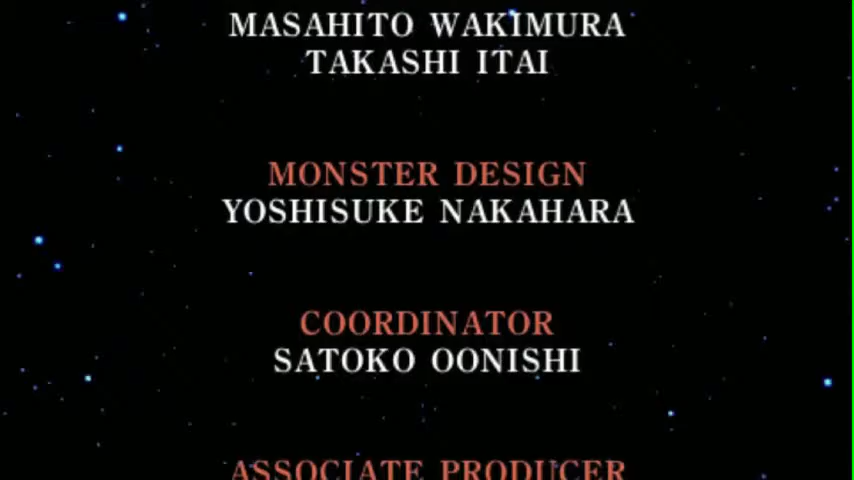 MASAHITO WAKIMURA
TAKASHI ITAI
MONSTER DESIGN
YOSHISUKE NAKAHARA
COORDINATOR
SATOKO OONISHI
ASSOCIATE PRODUCER